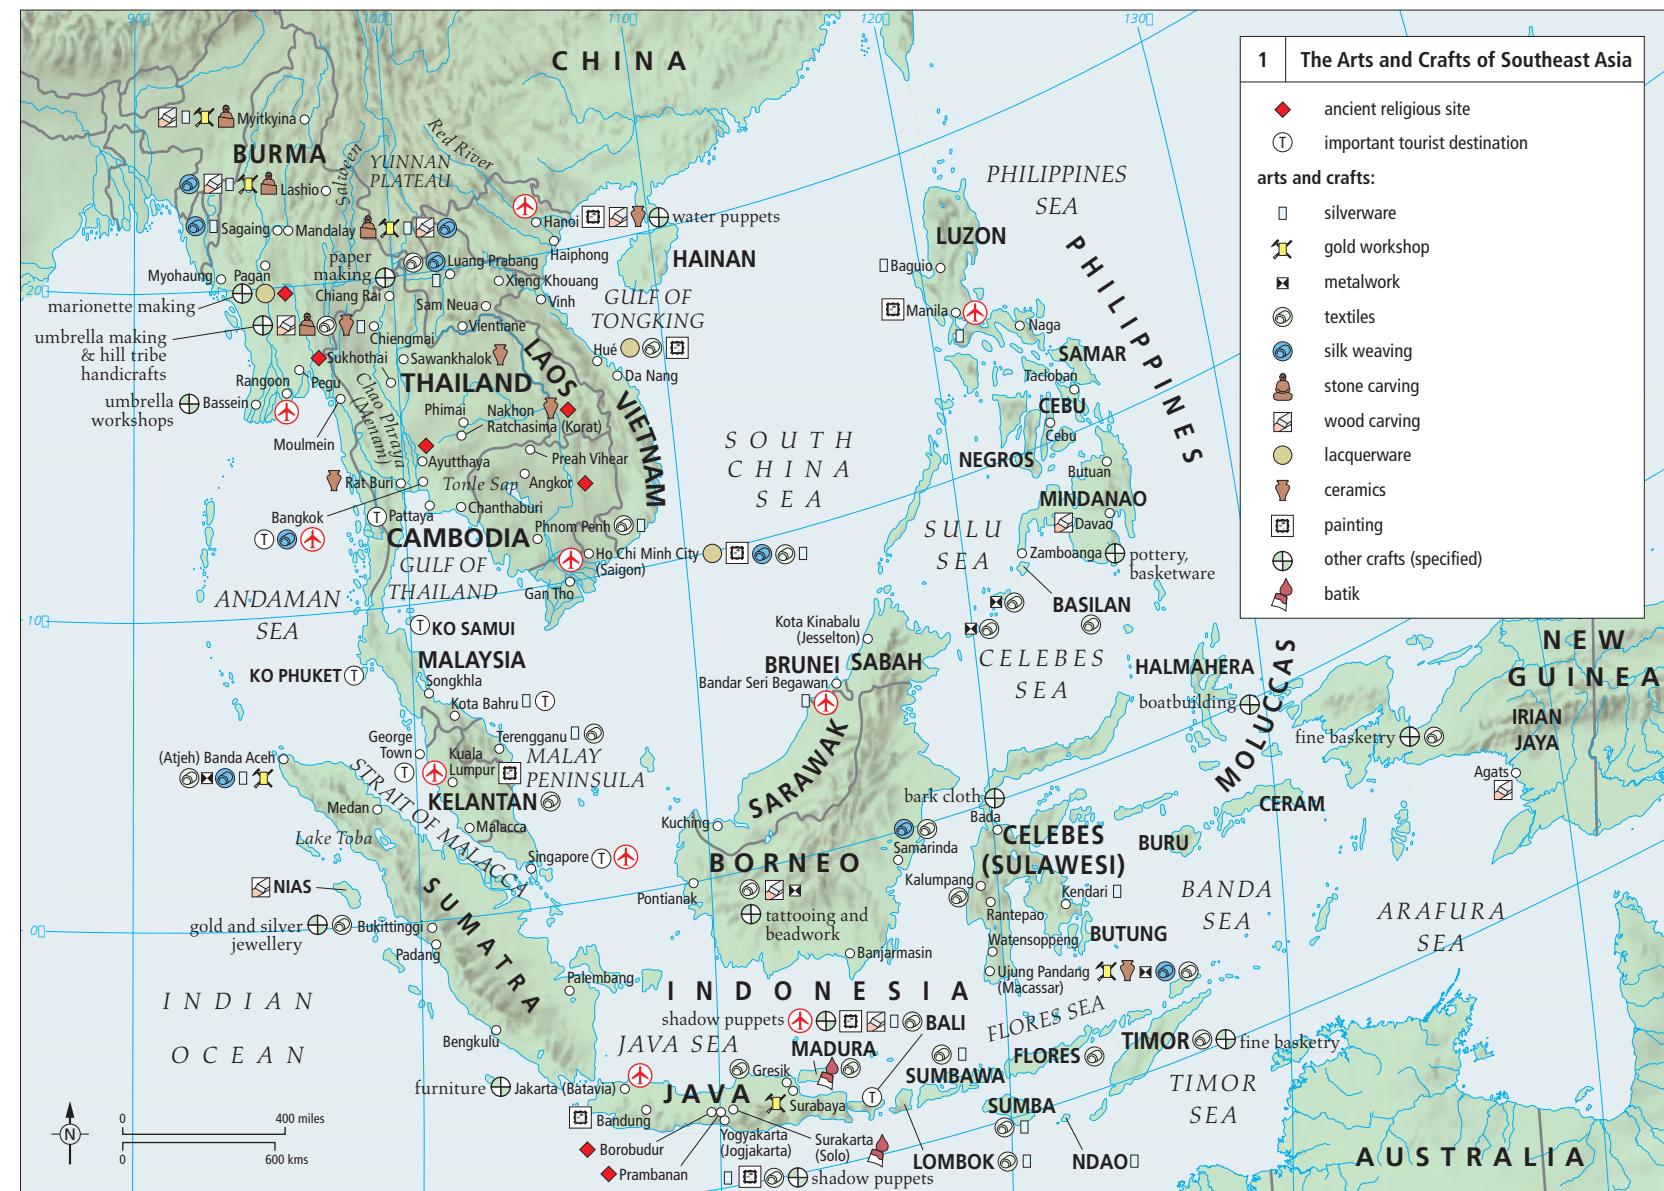 90▯
100▯
110▯
120▯
130▯
CHINA
1
The Arts and Crafts of Southeast Asia
ancient religious site
T
important tourist destination
arts and crafts:
silverware
gold workshop
metalwork
textiles
silk weaving
stone carving
wood carving
lacquerware
ceramics
painting
other crafts (specified)
batik
Myitkyina
BURMA
Salween
YUNNAN
PLATEAU
Red River
Lashio
Sagaing
Mandalay
Hanoi
water puppets
Haiphong
HAINAN
paper
making
Luang Prabang
Myohaung
Pagan
Xieng Khouang
20▯
marionette making
Chiang Rai
Sam Neua
Vinh
GULF OF
TONGKING
umbrella making
& hill tribe
handicrafts
Chiengmai
Vientiane
Sukhothai
Sawankhalok
Hué
LAOS
Rangoon
Pegu
Chao Phraya
(Menam)
THAILAND
Da Nang
umbrella
workshops
Bassein
Phimai
Nakhon
Ratchasima (Korat)
VIETNAM
Moulmein
Ayutthaya
Preah Vihear
Rat Buri
Tonle Sap
Angkor
Bangkok
T
Pattaya
Chanthaburi
Phnom Penh
T
CAMBODIA
Ho Chi Minh City
(Saigon)
GULF OF
THAILAND
Gan Tho
SOUTH
CHINA
SEA
PHILIPPINES
SEA
LUZON
PHILIPPINES
Baguio
Manila
Naga
SAMAR
Tacloban
CEBU
Cebu
NEGROS
Butuan
MINDANAO
Davao
SULU
SEA
Zamboanga
pottery,
basketware
BASILAN
ANDAMAN
SEA
10▯
T
KO SAMUI
KO PHUKET
T
MALAYSIA
Songkhla
Kota Bahru
T
Terengganu
George
Town
T
Kuala
Lumpur
MALAY
PENINSULA
KELANTAN
(Atjeh) Banda Aceh
STRAIT OF MALACCA
Medan
Malacca
Lake Toba
Singapore
T
NIAS
SUMATRA
gold and silver
jewellery
0▯
Bukittinggi
Padang
Palembang
Bengkulu
INDIAN
OCEAN
Kota Kinabalu
(Jesselton)
BRUNEI
SABAH
Bandar Seri Begawan
SARAWAK
CELEBES
SEA
HALMAHERA
boatbuilding
MOLUCCAS
NEW
GUINEA
IRIAN
JAYA
fine basketry
Agats
CERAM
Kuching
bark cloth
Bada
CELEBES
(SULAWESI)
BURU
BORNEO
Samarinda
Kalumpang
Kendari
BANDA
SEA
ARAFURA
SEA
Pontianak
tattooing and
beadwork
Rantepao
Watensoppeng
BUTUNG
Banjarmasin
Ujung Pandang
(Macassar)
INDONESIA
shadow puppets
BALI
FLORES SEA
JAVA SEA
MADURA
FLORES
TIMOR
fine basketry
furniture
Jakarta (Batavia)
Gresik
SUMBAWA
TIMOR
SEA
JAVA
T
Surabaya
SUMBA
Bandung
Yogyakarta
(Jogjakarta)
Surakarta
(Solo)
Borobudur
Prambanan
shadow puppets
LOMBOK
NDAO
AUSTRALIA
N
0
400 miles
0
600 kms